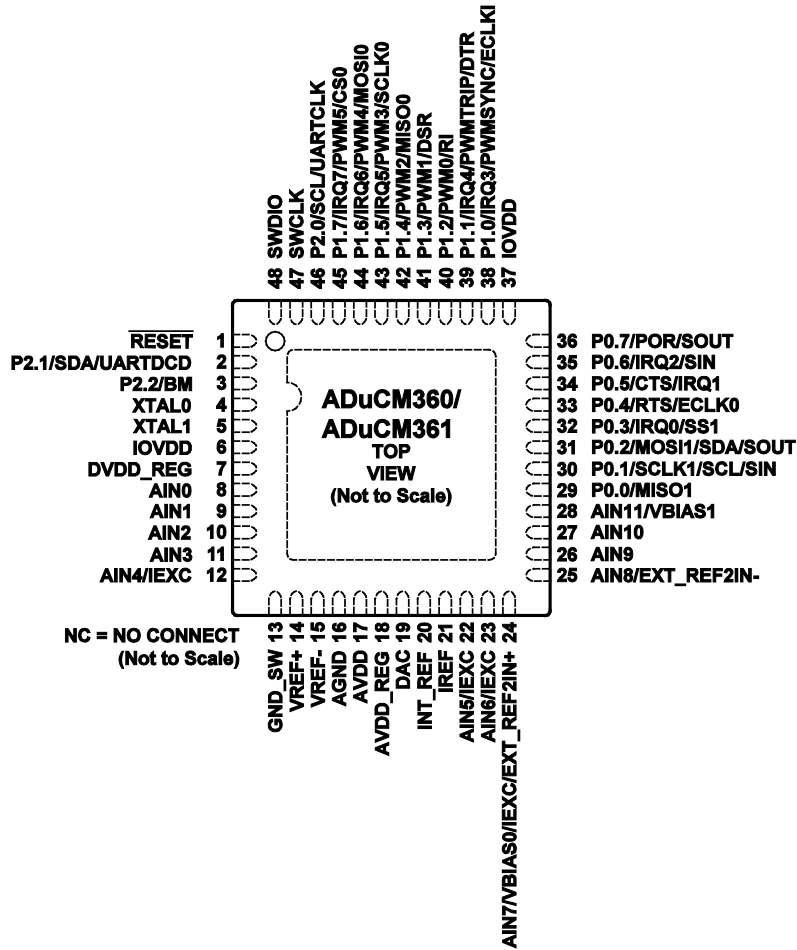 48 SWDIO
47 SWCLK
46 P2.0/SCL/UARTCLK
45 P1.7/IRQ7/PWM5/CS0
44 P1.6/IRQ6/PWM4/MOSI0
43 P1.5/IRQ5/PWM3/SCLK0
42 P1.4/PWM2/MISO0
41 P1.3/PWM1/DSR
40 P1.2/PWM0/RI
39 P1.1/IRQ4/PWMTRIP/DTR
38 P1.0/IRQ3/PWMSYNC/ECLKI
37 IOVDD
RESET 1
P2.1/SDA/UARTDCD 2
P2.2/BM 3
XTAL0 4
XTAL1 5
IOVDD 6
DVDD_REG 7
AIN0 8
AIN1 9
AIN2 10
AIN3 11
AIN4/IEXC 12
ADuCM360/
ADuCM361
TOP
VIEW
(Not to Scale)
36 P0.7/POR/SOUT
35 P0.6/IRQ2/SIN
34 P0.5/CTS/IRQ1
33 P0.4/RTS/ECLK0
32 P0.3/IRQ0/SS1
31 P0.2/MOSI1/SDA/SOUT
30 P0.1/SCLK1/SCL/SIN
29 P0.0/MISO1
28 AIN11/VBIAS1
27 AIN10
26 AIN9
25 AIN8/EXT_REF2IN-
NC = NO CONNECT
(Not to Scale)
GND_SW 13
VREF+ 14
VREF- 15
AGND 16
AVDD 17
AVDD_REG 18
DAC 19
INT_REF 20
IREF 21
AIN5/IEXC 22
AIN6/IEXC 23
AIN7/VBIAS0/IEXC/EXT_REF2IN+ 24